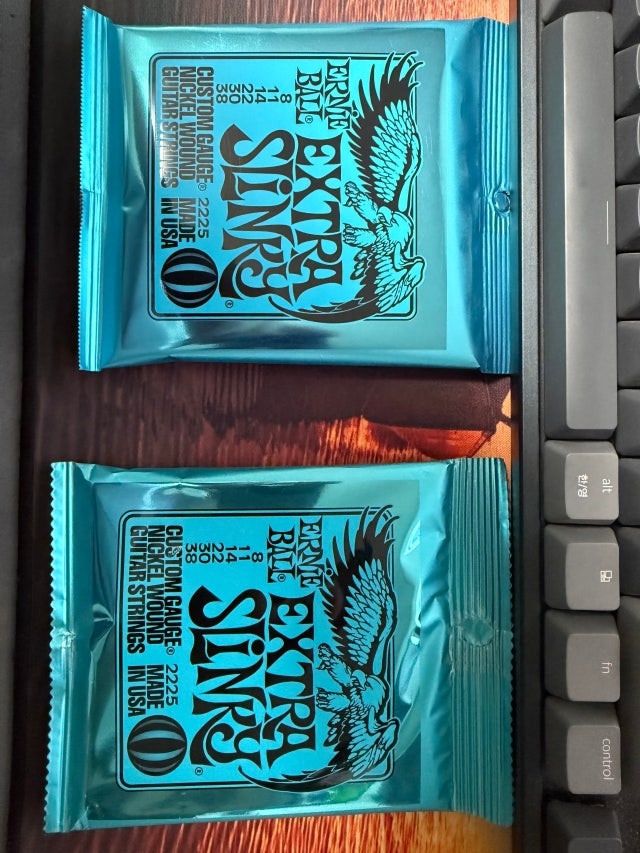 ERNIE
BALL®
EXTRA
SLINKY®
8
11
14
22
30
38
CUSTOM GAUGE® 2225
NICKEL WOUND MADE
GUITAR STRINGS IN USA
ERNIE
BALL®
EXTRA
SLINKY®
8
11
14
22
30
38
CUSTOM GAUGE® 2225
NICKEL WOUND MADE
GUITAR STRINGS IN USA
alt
한/영
fn
control